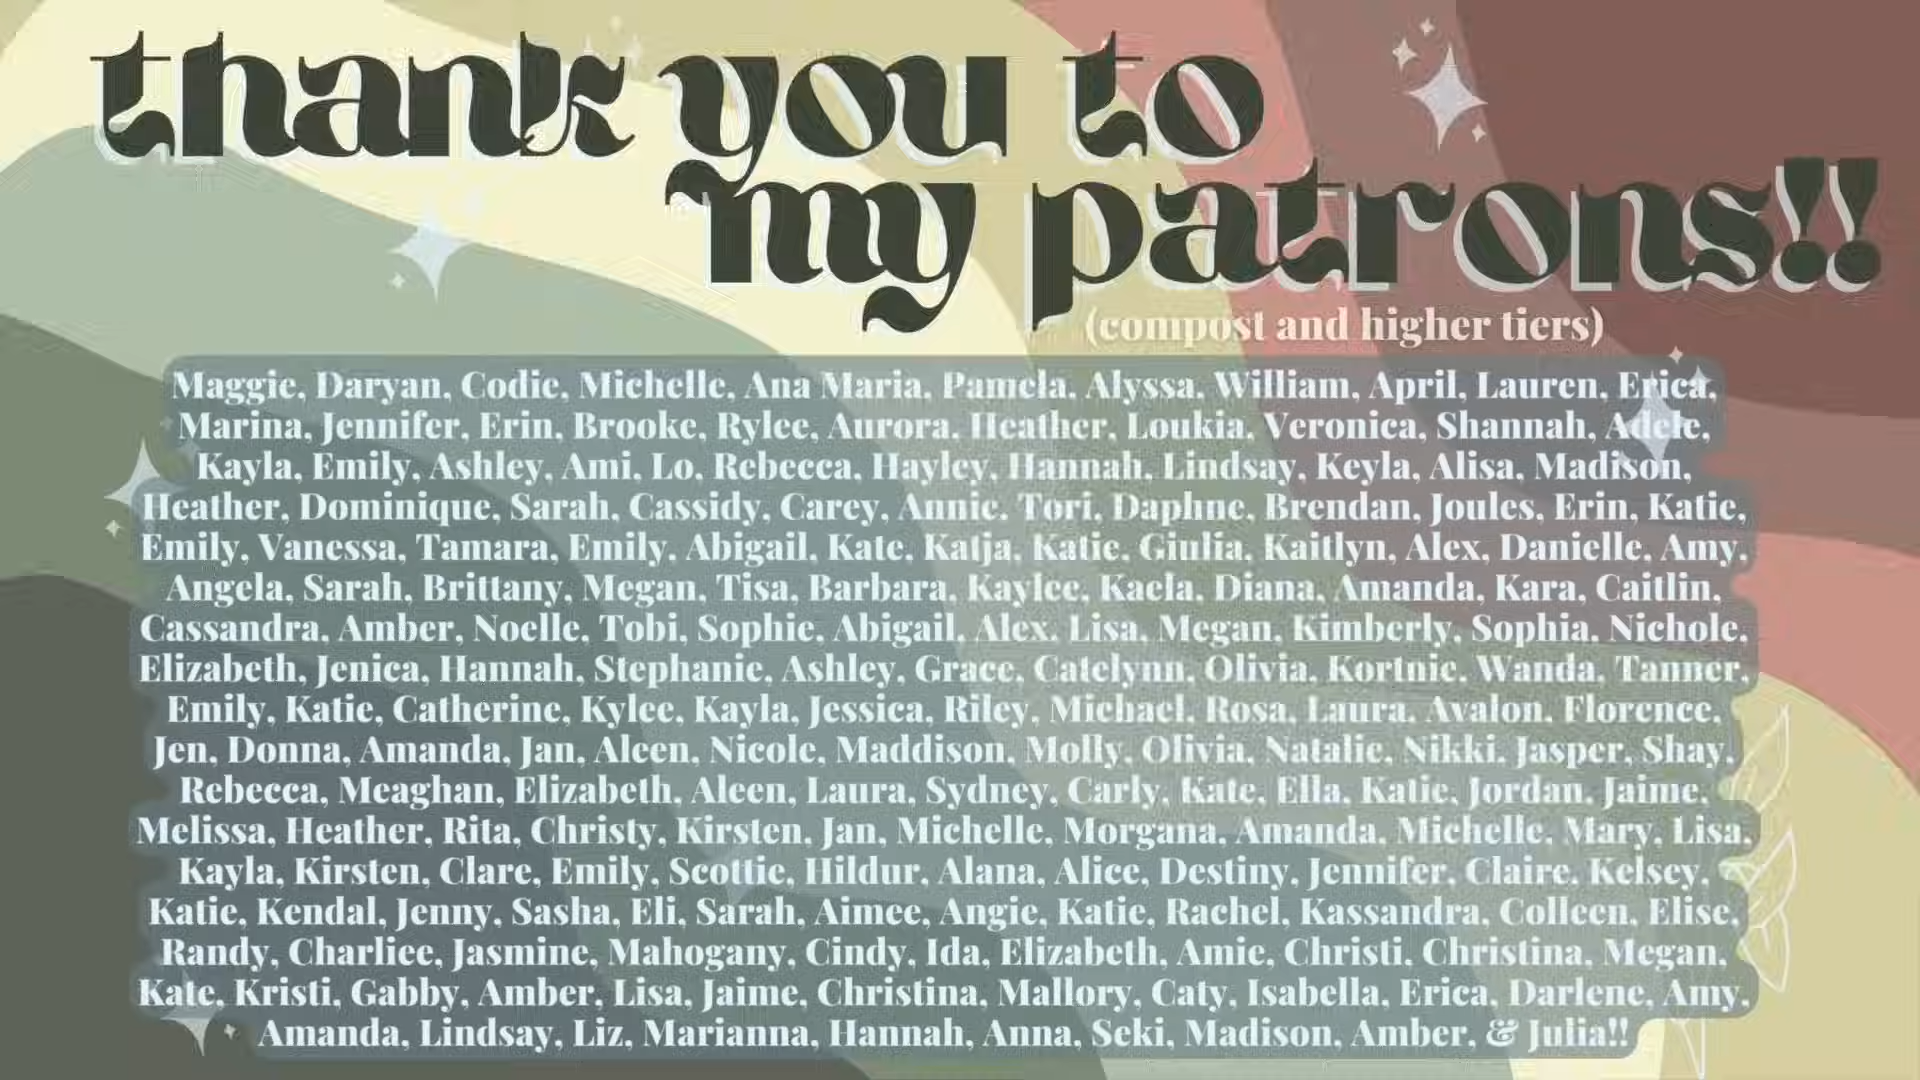 thank you to
my patrons!!
(compost and higher tiers)
Maggie, Daryan, Codie, Michelle, Ana Maria, Pamela, Alyssa, William, April, Lauren, Erica,
Marina, Jennifer, Erin, Brooke, Rylee, Aurora, Heather, Loukia, Veronica, Shannah, Adele,
Kayla, Emily, Ashley, Ami, Lo, Rebecca, Hayley, Hannah, Lindsay, Keyla, Alisa, Madison,
Heather, Dominique, Sarah, Cassidy, Carey, Annie, Tori, Daphne, Brendan, Joules, Erin, Katie,
Emily, Vanessa, Tamara, Emily, Abigail, Kate, Katja, Katie, Giulia, Kaitlyn, Alex, Danielle, Amy,
Angela, Sarah, Brittany, Megan, Tisa, Barbara, Kaylee, Kaela, Diana, Amanda, Kara, Caitlin,
Cassandra, Amber, Noelle, Tobi, Sophie, Abigail, Alex, Lisa, Megan, Kimberly, Sophia, Nichole,
Elizabeth, Jenica, Hannah, Stephanie, Ashley, Grace, Catelynn, Olivia, Kortnie, Wanda, Tanner,
Emily, Katie, Catherine, Kylee, Kayla, Jessica, Riley, Michael, Rosa, Laura, Avalon, Florence,
Jen, Donna, Amanda, Jan, Aleen, Nicole, Maddison, Molly, Olivia, Natalie, Nikki, Jasper, Shay,
Rebecca, Meaghan, Elizabeth, Aleen, Laura, Sydney, Carly, Kate, Ella, Katie, Jordan, Jaime,
Melissa, Heather, Rita, Christy, Kirsten, Jan, Michelle, Morgana, Amanda, Michelle, Mary, Lisa,
Kayla, Kirsten, Clare, Emily, Scottie, Hildur, Alana, Alice, Destiny, Jennifer, Claire, Kelsey,
Katie, Kendal, Jenny, Sasha, Eli, Sarah, Aimee, Angie, Katie, Rachel, Kassandra, Colleen, Elise,
Randy, Charliee, Jasmine, Mahogany, Cindy, Ida, Elizabeth, Amie, Christi, Christina, Megan,
Kate, Kristi, Gabby, Amber, Lisa, Jaime, Christina, Mallory, Caty, Isabella, Erica, Darlene, Amy,
Amanda, Lindsay, Liz, Marianna, Hannah, Anna, Seki, Madison, Amber, & Julia!!